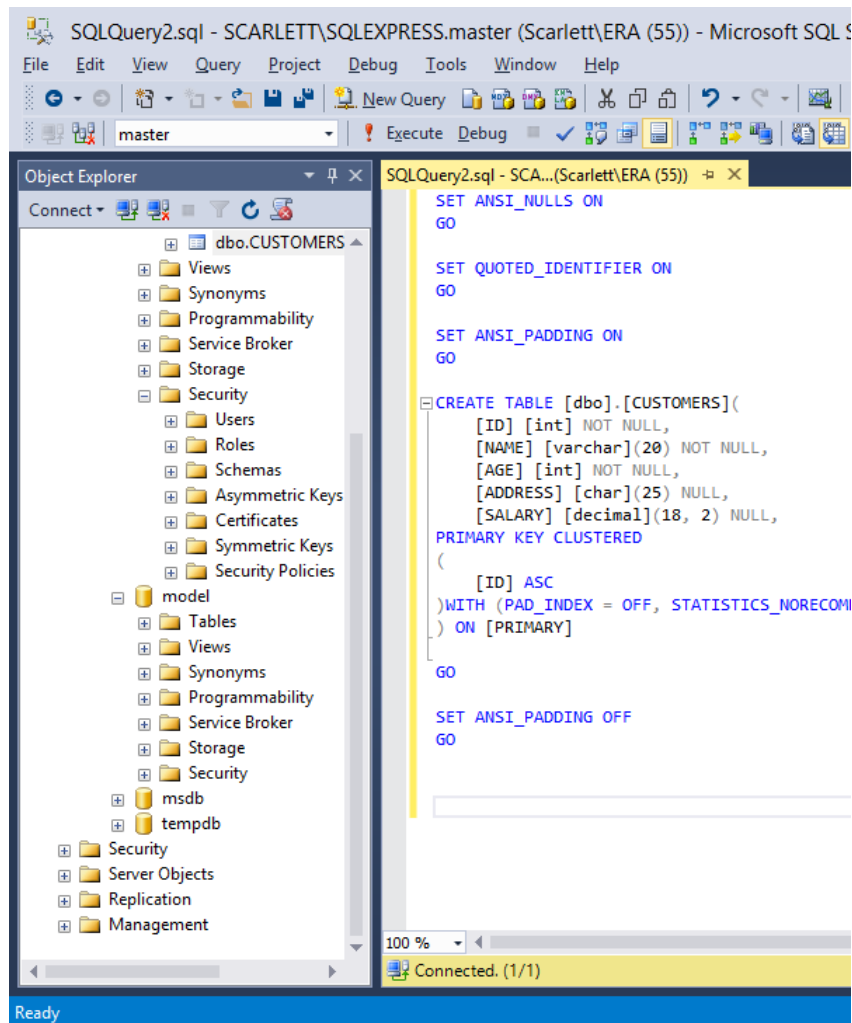 SQLQuery2.sql - SCARLETT\SQLEXPRESS.master (Scarlett\ERA (55)) - Microsoft SQL S
File Edit View Query Project Debug Tools Window Help
New Query
master
Execute Debug
Object Explorer
Connect
dbo.CUSTOMERS
Views
Synonyms
Programmability
Service Broker
Storage
Security
Users
Roles
Schemas
Asymmetric Keys
Certificates
Symmetric Keys
Security Policies
model
Tables
Views
Synonyms
Programmability
Service Broker
Storage
Security
msdb
tempdb
Security
Server Objects
Replication
Management
SQLQuery2.sql - SCA...(Scarlett\ERA (55))
SET ANSI_NULLS ON
GO
SET QUOTED_IDENTIFIER ON
GO
SET ANSI_PADDING ON
GO
CREATE TABLE [dbo].[CUSTOMERS](
[ID] [int] NOT NULL,
[NAME] [varchar](20) NOT NULL,
[AGE] [int] NOT NULL,
[ADDRESS] [char](25) NULL,
[SALARY] [decimal](18, 2) NULL,
PRIMARY KEY CLUSTERED
(
[ID] ASC
)WITH (PAD_INDEX = OFF, STATISTICS_NORECOM
) ON [PRIMARY]
GO
SET ANSI_PADDING OFF
GO
100 %
Connected. (1/1)
Ready